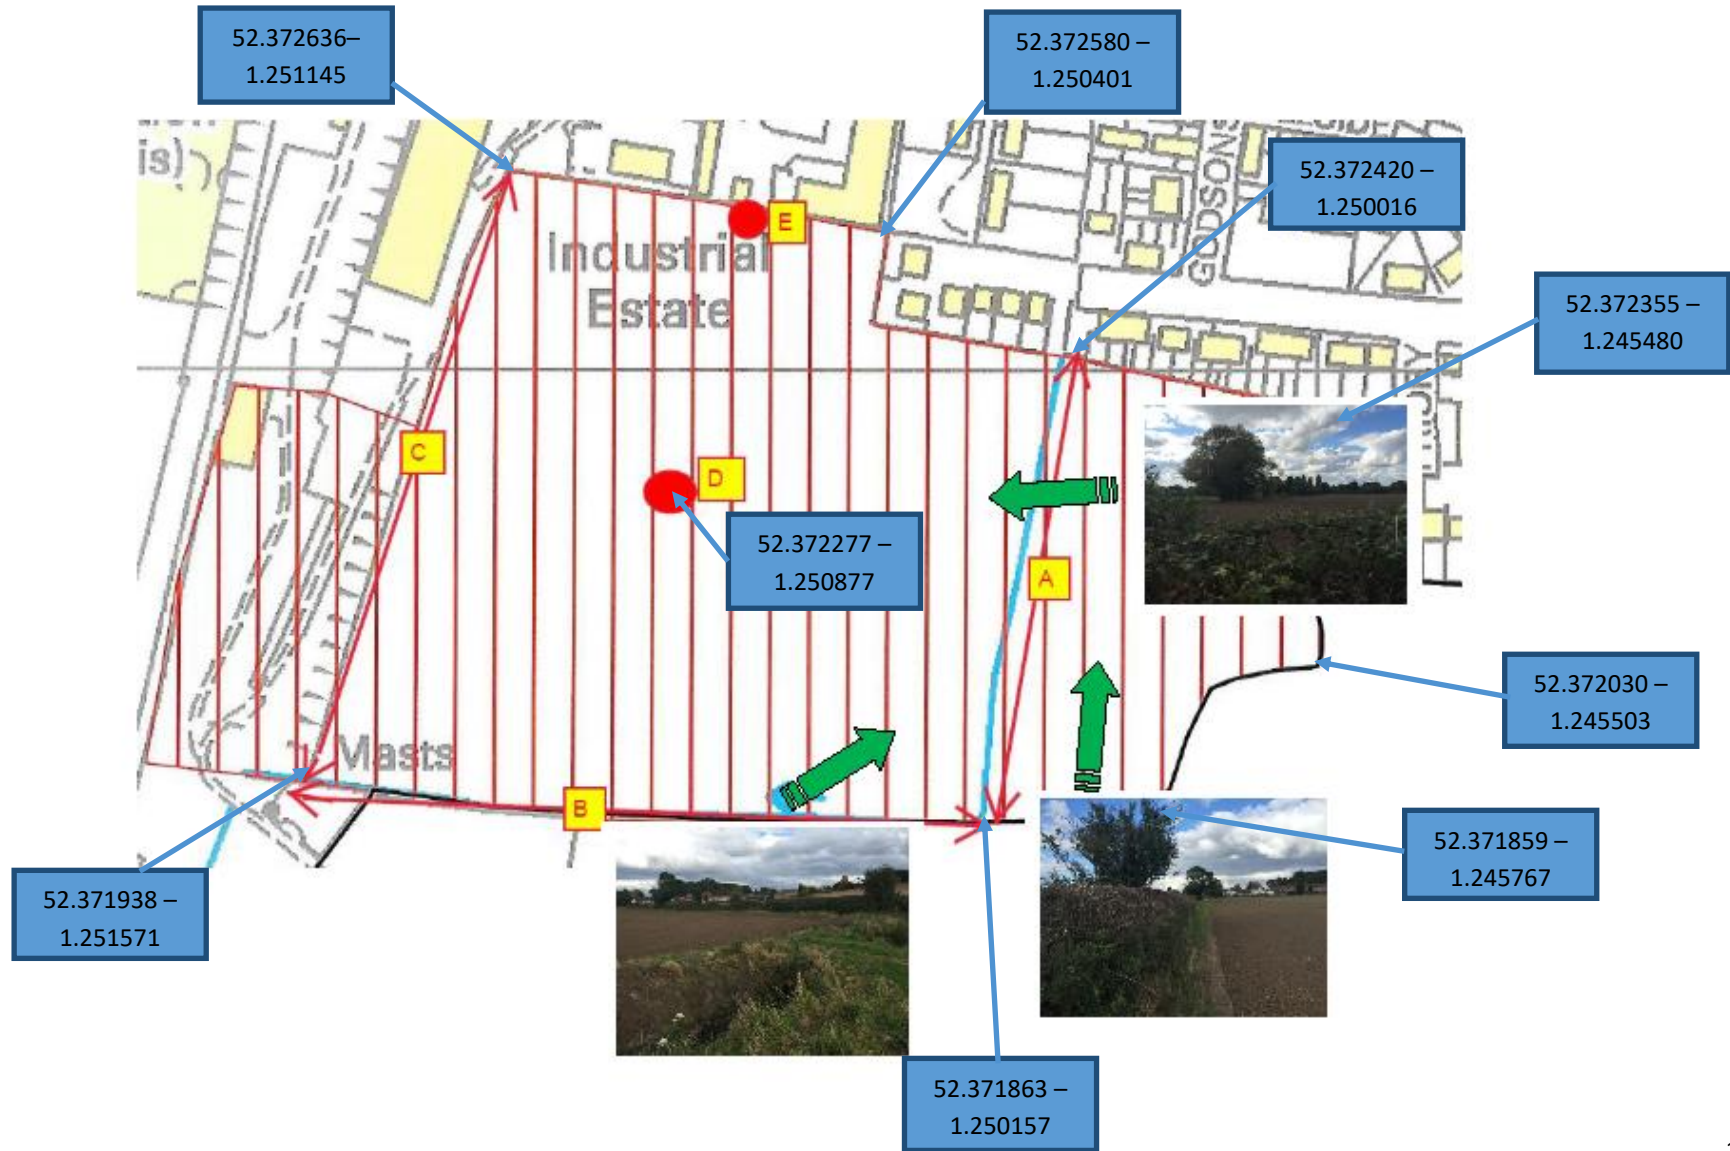 52.372636–
1.251145
52.372580 –
1.250401
52.372420 –
1.250016
52.372355 –
1.245480
is)
GODSONS
E
Industrial
Estate
C
D
52.372277 –
1.250877
A
52.372030 –
1.245503
Masts
B
52.371938 –
1.251571
52.371859 –
1.245767
52.371863 –
1.250157